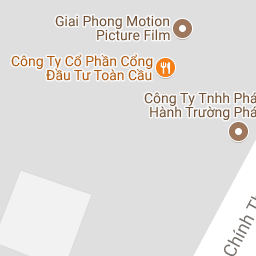 Giai Phong Motion
Picture Film
Công Ty Cổ Phần Cổng
Đầu Tư Toàn Cầu
Công Ty Tnhh Phá
Hành Trường Phá
Chính Th